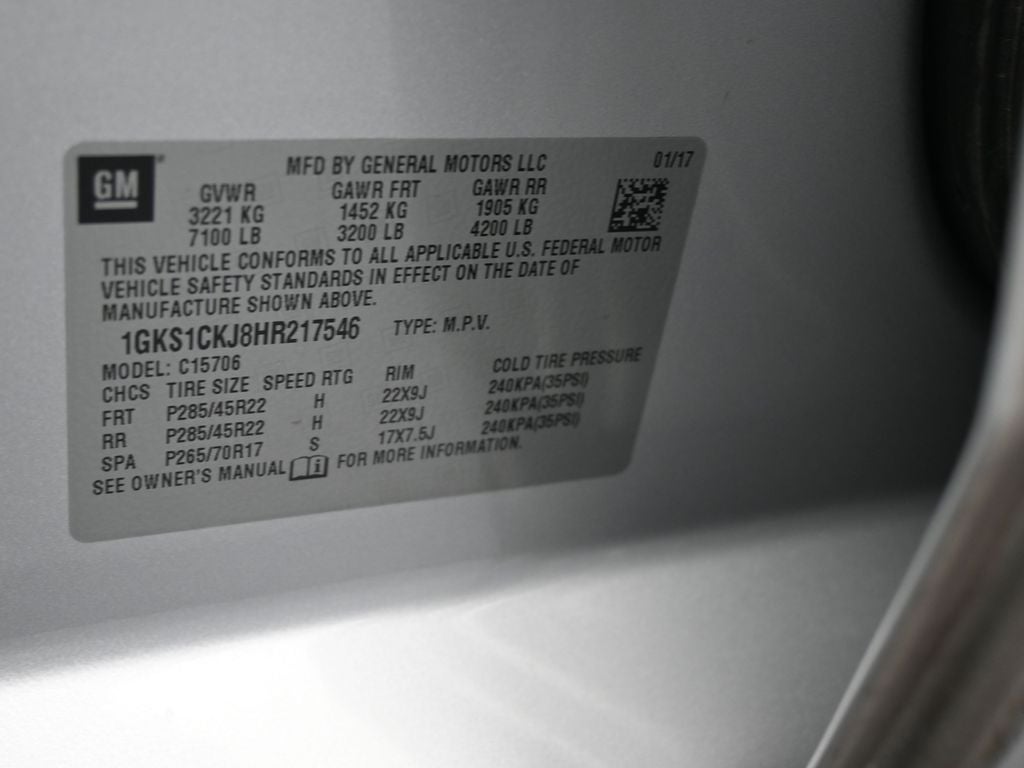 GM
MFD BY GENERAL MOTORS LLC 01/17
GVWR GAWR FRT GAWR RR
3221 KG 1452 KG 1905 KG
7100 LB 3200 LB 4200 LB
THIS VEHICLE CONFORMS TO ALL APPLICABLE U.S. FEDERAL MOTOR
VEHICLE SAFETY STANDARDS IN EFFECT ON THE DATE OF
MANUFACTURE SHOWN ABOVE.
1GKS1CKJ8HR217546 TYPE: M.P.V.
MODEL: C15706
CHCS TIRE SIZE SPEED RTG RIM COLD TIRE PRESSURE
FRT P285/45R22 H 22X9J 240KPA(35PSI)
RR P285/45R22 H 22X9J 240KPA(35PSI)
SPA P265/70R17 S 17X7.5J 240KPA(35PSI)
SEE OWNER'S MANUAL FOR MORE INFORMATION.